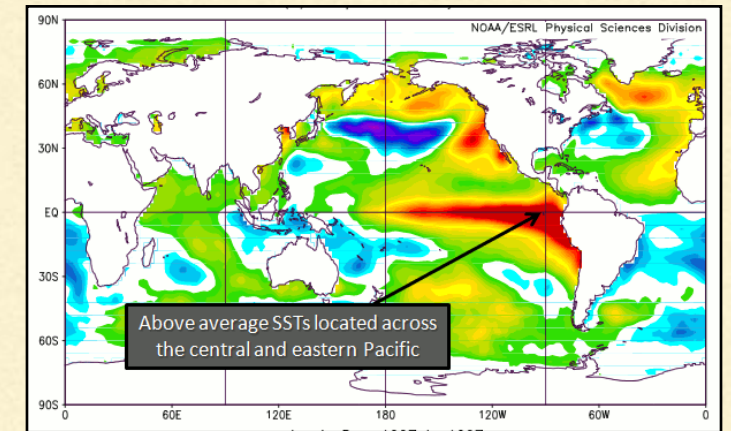 NOAA/ESRL Physical Sciences Division
90N
60N
30N
EQ
30S
60S
90S
Above average SSTs located across
the central and eastern Pacific
0 60E 120E 180 120W 60W 0